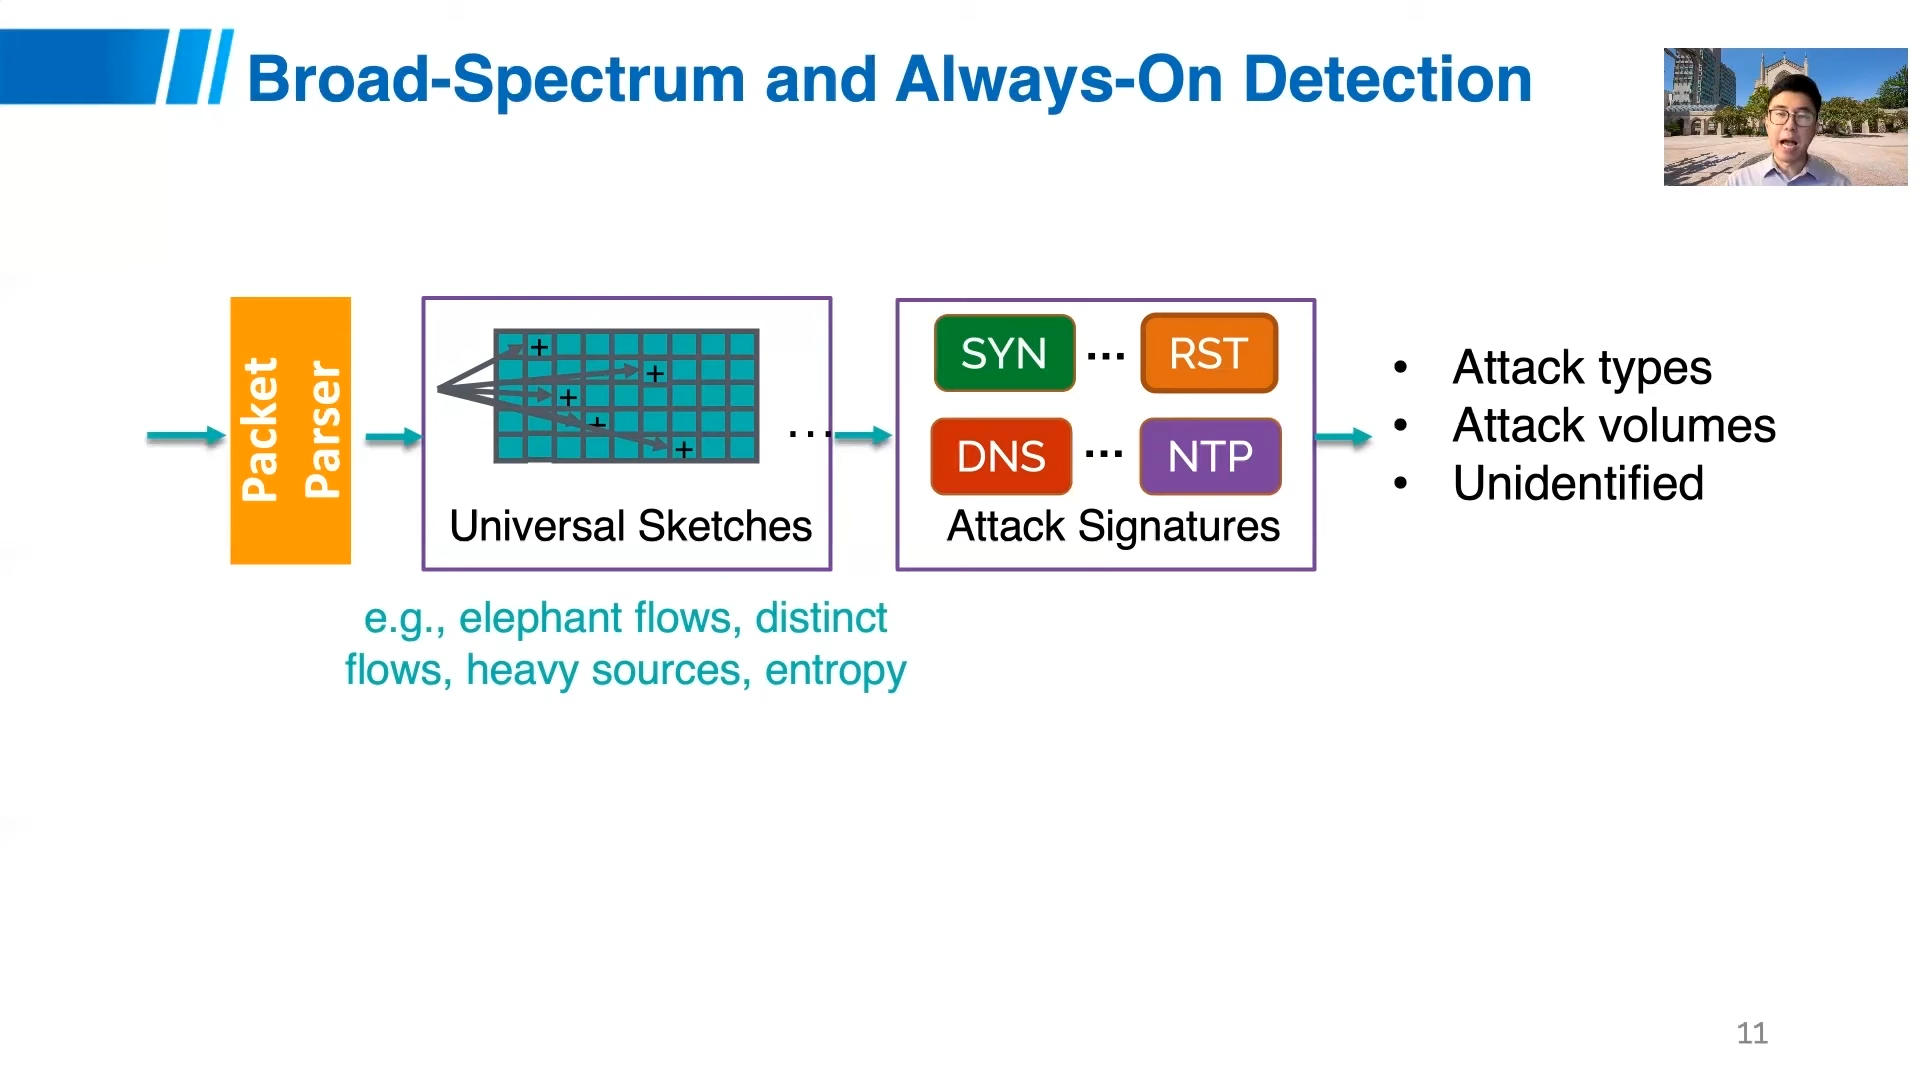 Broad-Spectrum and Always-On Detection
Packet
Parser
+
+
+
+
+
...
Universal Sketches
SYN ... RST
DNS ... NTP
Attack Signatures
• Attack types
• Attack volumes
• Unidentified
e.g., elephant flows, distinct
flows, heavy sources, entropy
11